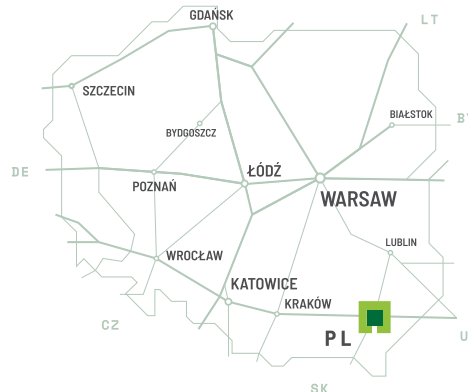 GDAŃSK
LT
SZCZECIN
BIAŁSTOK
BYDGOSZCZ
DE
ŁÓDŹ
POZNAŃ
WARSAW
LUBLIN
WROCŁAW
KATOWICE
KRAKÓW
CZ
PL
SK